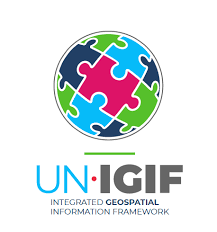 UN·IGIF
INTEGRATED GEOSPATIAL
INFORMATION FRAMEWORK